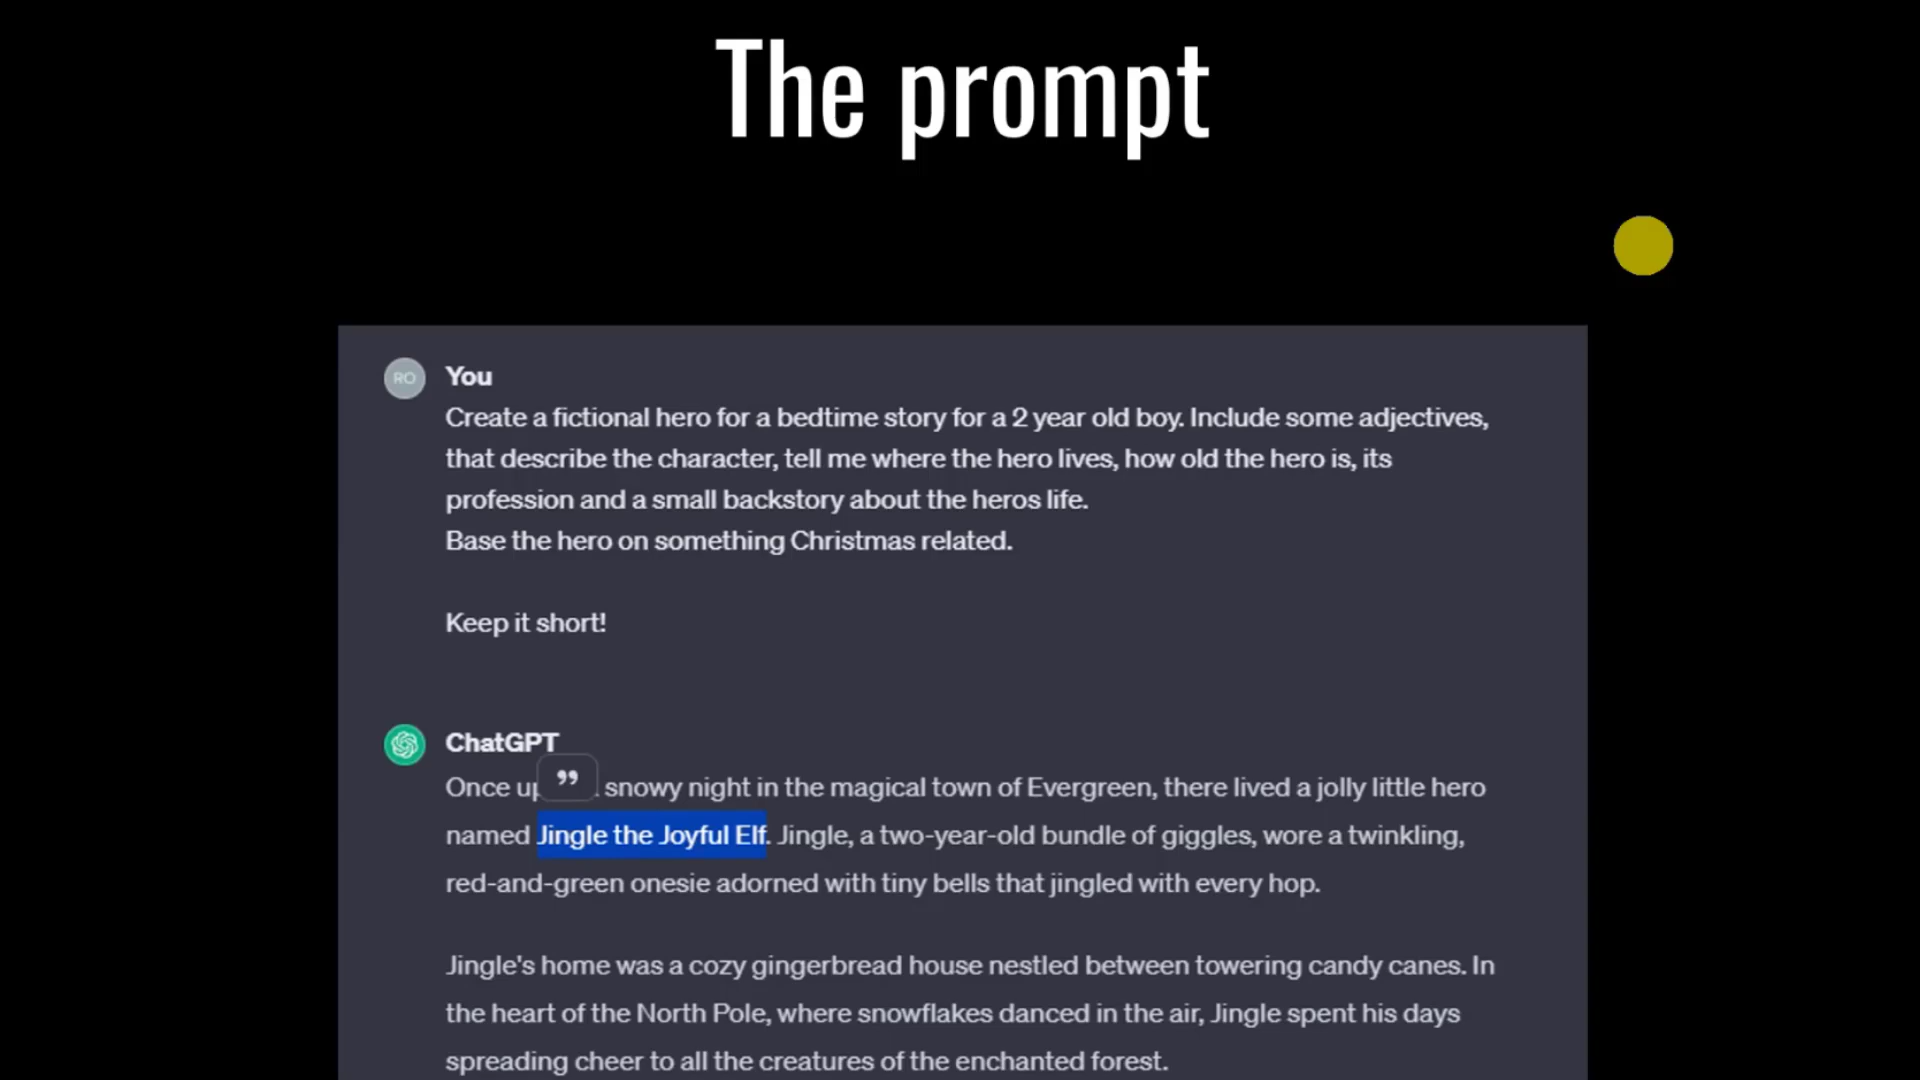 The prompt
RO
You
Create a fictional hero for a bedtime story for a 2 year old boy. Include some adjectives,
that describe the character, tell me where the hero lives, how old the hero is, its
profession and a small backstory about the heros life.
Base the hero on something Christmas related.
Keep it short!
ChatGPT
Once up ” snowy night in the magical town of Evergreen, there lived a jolly little hero
named Jingle the Joyful Elf. Jingle, a two-year-old bundle of giggles, wore a twinkling,
red-and-green onesie adorned with tiny bells that jingled with every hop.
Jingle's home was a cozy gingerbread house nestled between towering candy canes. In
the heart of the North Pole, where snowflakes danced in the air, Jingle spent his days
spreading cheer to all the creatures of the enchanted forest.